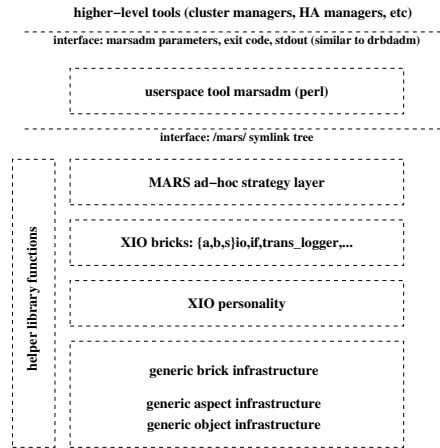 higher−level tools (cluster managers, HA managers, etc)
interface: marsadm parameters, exit code, stdout (similar to drbdadm)
userspace tool marsadm (perl)
interface: /mars/ symlink tree
helper library functions
MARS ad−hoc strategy layer
XIO bricks: {a,b,s}io,if,trans_logger,...
XIO personality
generic brick infrastructure
generic aspect infrastructure
generic object infrastructure